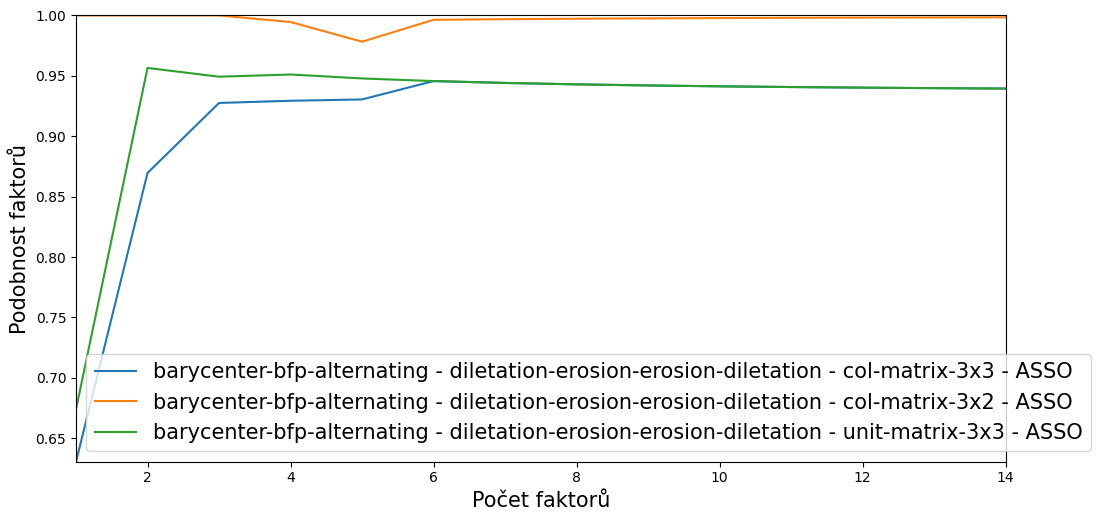 1.00
0.95
0.90
0.85
0.80
0.75
0.70
0.65
Podobnost faktorů
barycenter-bfp-alternating - diletation-erosion-erosion-diletation - col-matrix-3x3 - ASSO
barycenter-bfp-alternating - diletation-erosion-erosion-diletation - col-matrix-3x2 - ASSO
barycenter-bfp-alternating - diletation-erosion-erosion-diletation - unit-matrix-3x3 - ASSO
2 4 6 8 10 12 14
Počet faktorů